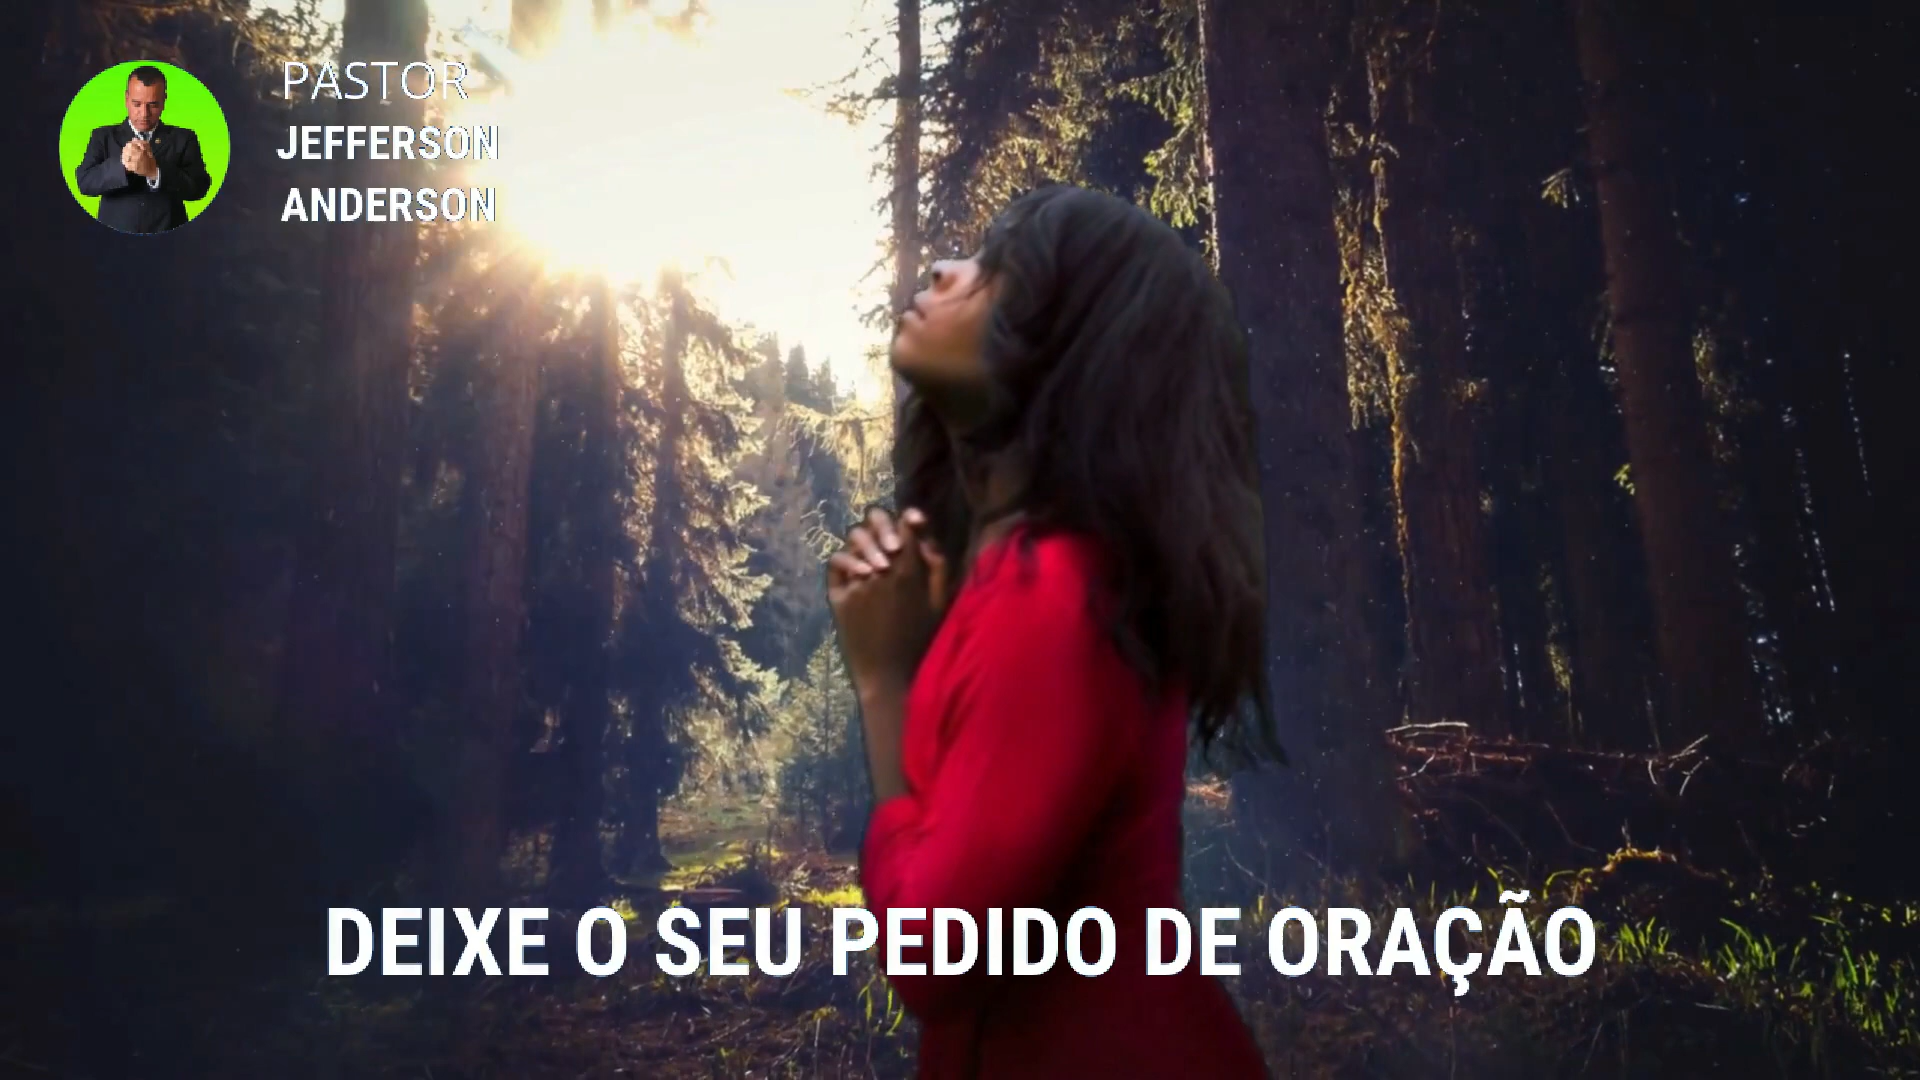 PASTOR
JEFFERSON
ANDERSON
DEIXE O SEU PEDIDO DE ORAÇÃO